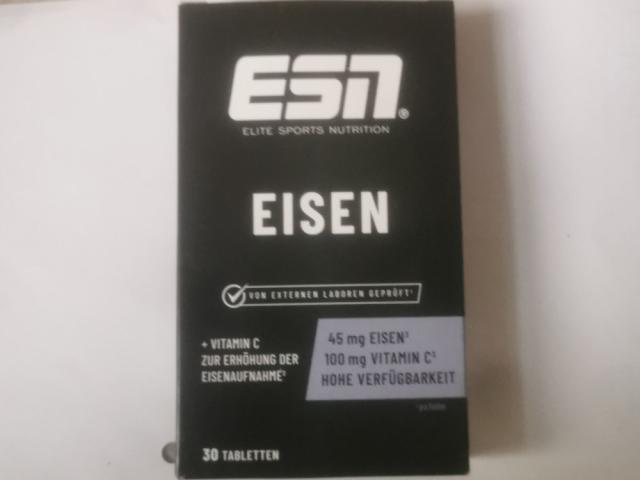 ESN®
ELITE SPORTS NUTRITION
EISEN
VON EXTERNEN LABOREN GEPRÜFT¹
+ VITAMIN C
ZUR ERHÖHUNG DER
EISENAUFNAHME²
45 mg EISEN³
100 mg VITAMIN C³
HOHE VERFÜGBARKEIT
30 TABLETTEN